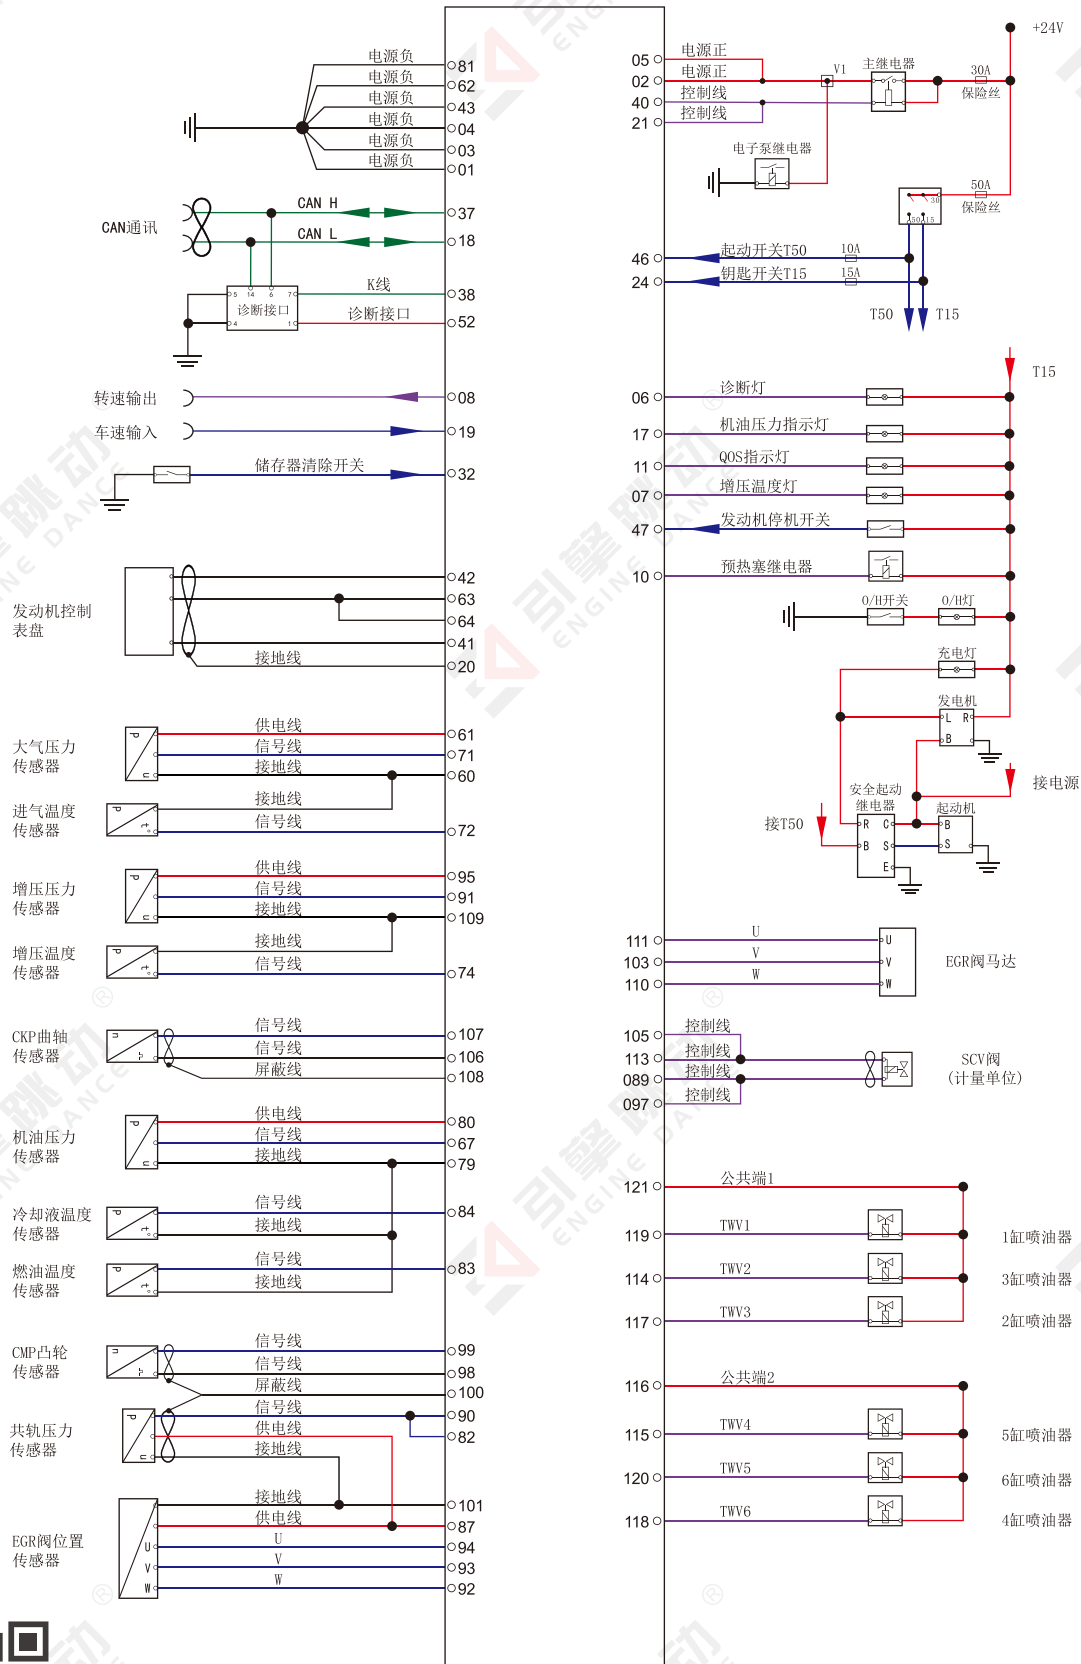 电源负 81
电源负 62
电源负 43
电源负 04
电源负 03
电源负 01
CAN通讯
CAN H 37
CAN L 18
K线 38
诊断接口 52
5 14 6 7
诊断接口
4 1
转速输出 08
车速输入 19
储存器清除开关 32
发动机控制
表盘
42
63
64
41
接地线 20
大气压力
传感器
P
u
供电线 61
信号线 71
接地线 60
进气温度
传感器
P
t°
接地线
信号线 72
增压压力
传感器
P
u
供电线 95
信号线 91
接地线 109
增压温度
传感器
P
t°
接地线
信号线 74
CKP曲轴
传感器
n
信号线 107
信号线 106
屏蔽线 108
机油压力
传感器
P
u
供电线 80
信号线 67
接地线 79
冷却液温度
传感器
P
t°
信号线 84
接地线
燃油温度
传感器
P
t°
信号线 83
接地线
CMP凸轮
传感器
n
信号线 99
信号线 98
屏蔽线 100
共轨压力
传感器
P
u
信号线 90
供电线 82
接地线
EGR阀位置
传感器
接地线 101
供电线 87
U U 94
V V 93
W W 92
+24V
05 电源正
02 电源正
40 控制线
21 控制线
V1
主继电器
30A
保险丝
电子泵继电器
50A
保险丝
30
50 15
46 起动开关T50 10A
24 钥匙开关T15 15A
T50 T15
T15
06 诊断灯
17 机油压力指示灯
11 QOS指示灯
07 增压温度灯
47 发动机停机开关
10 预热塞继电器
O/H开关 O/H灯
充电灯
发电机
L R
B
接电源
安全起动
继电器
起动机
接T50
R C B
B S S
E
111 U U
103 V V
110 W W
EGR阀马达
105 控制线
113 控制线
089 控制线
097 控制线
SCV阀
(计量单位)
121 公共端1
119 TWV1 1缸喷油器
114 TWV2 3缸喷油器
117 TWV3 2缸喷油器
116 公共端2
115 TWV4 5缸喷油器
120 TWV5 6缸喷油器
118 TWV6 4缸喷油器
引擎跳动
ENGINE DANCE
®